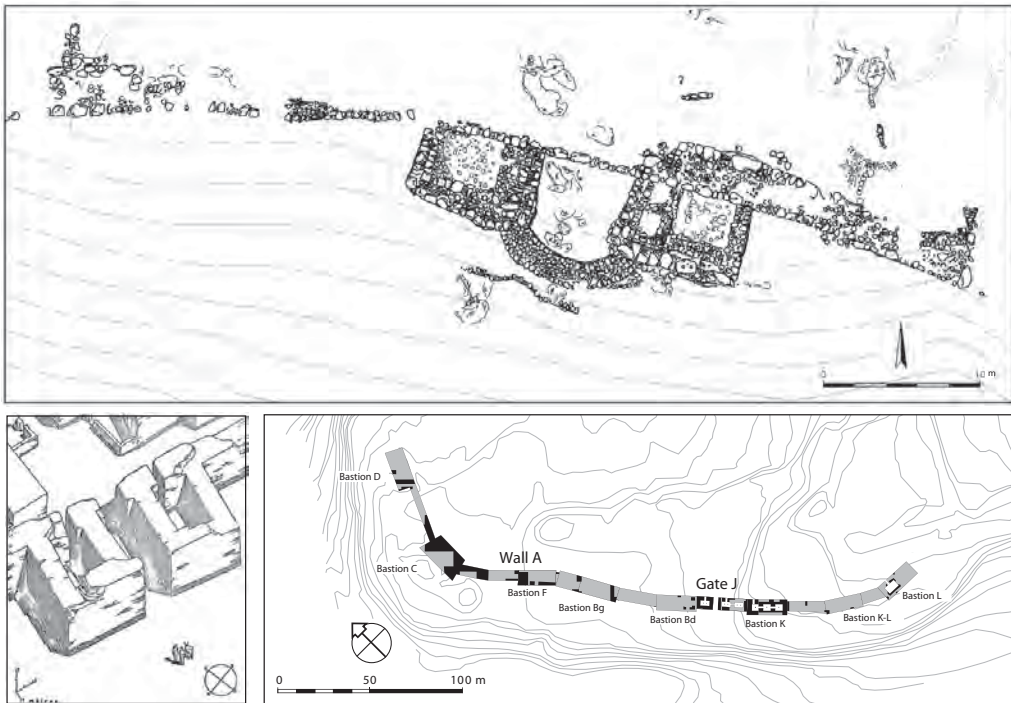 0 10 m
Bastion D
Bastion C
Wall A
Bastion F
Bastion Bg
Bastion Bd
Gate J
Bastion K
Bastion K-L
Bastion L
0 50 100 m